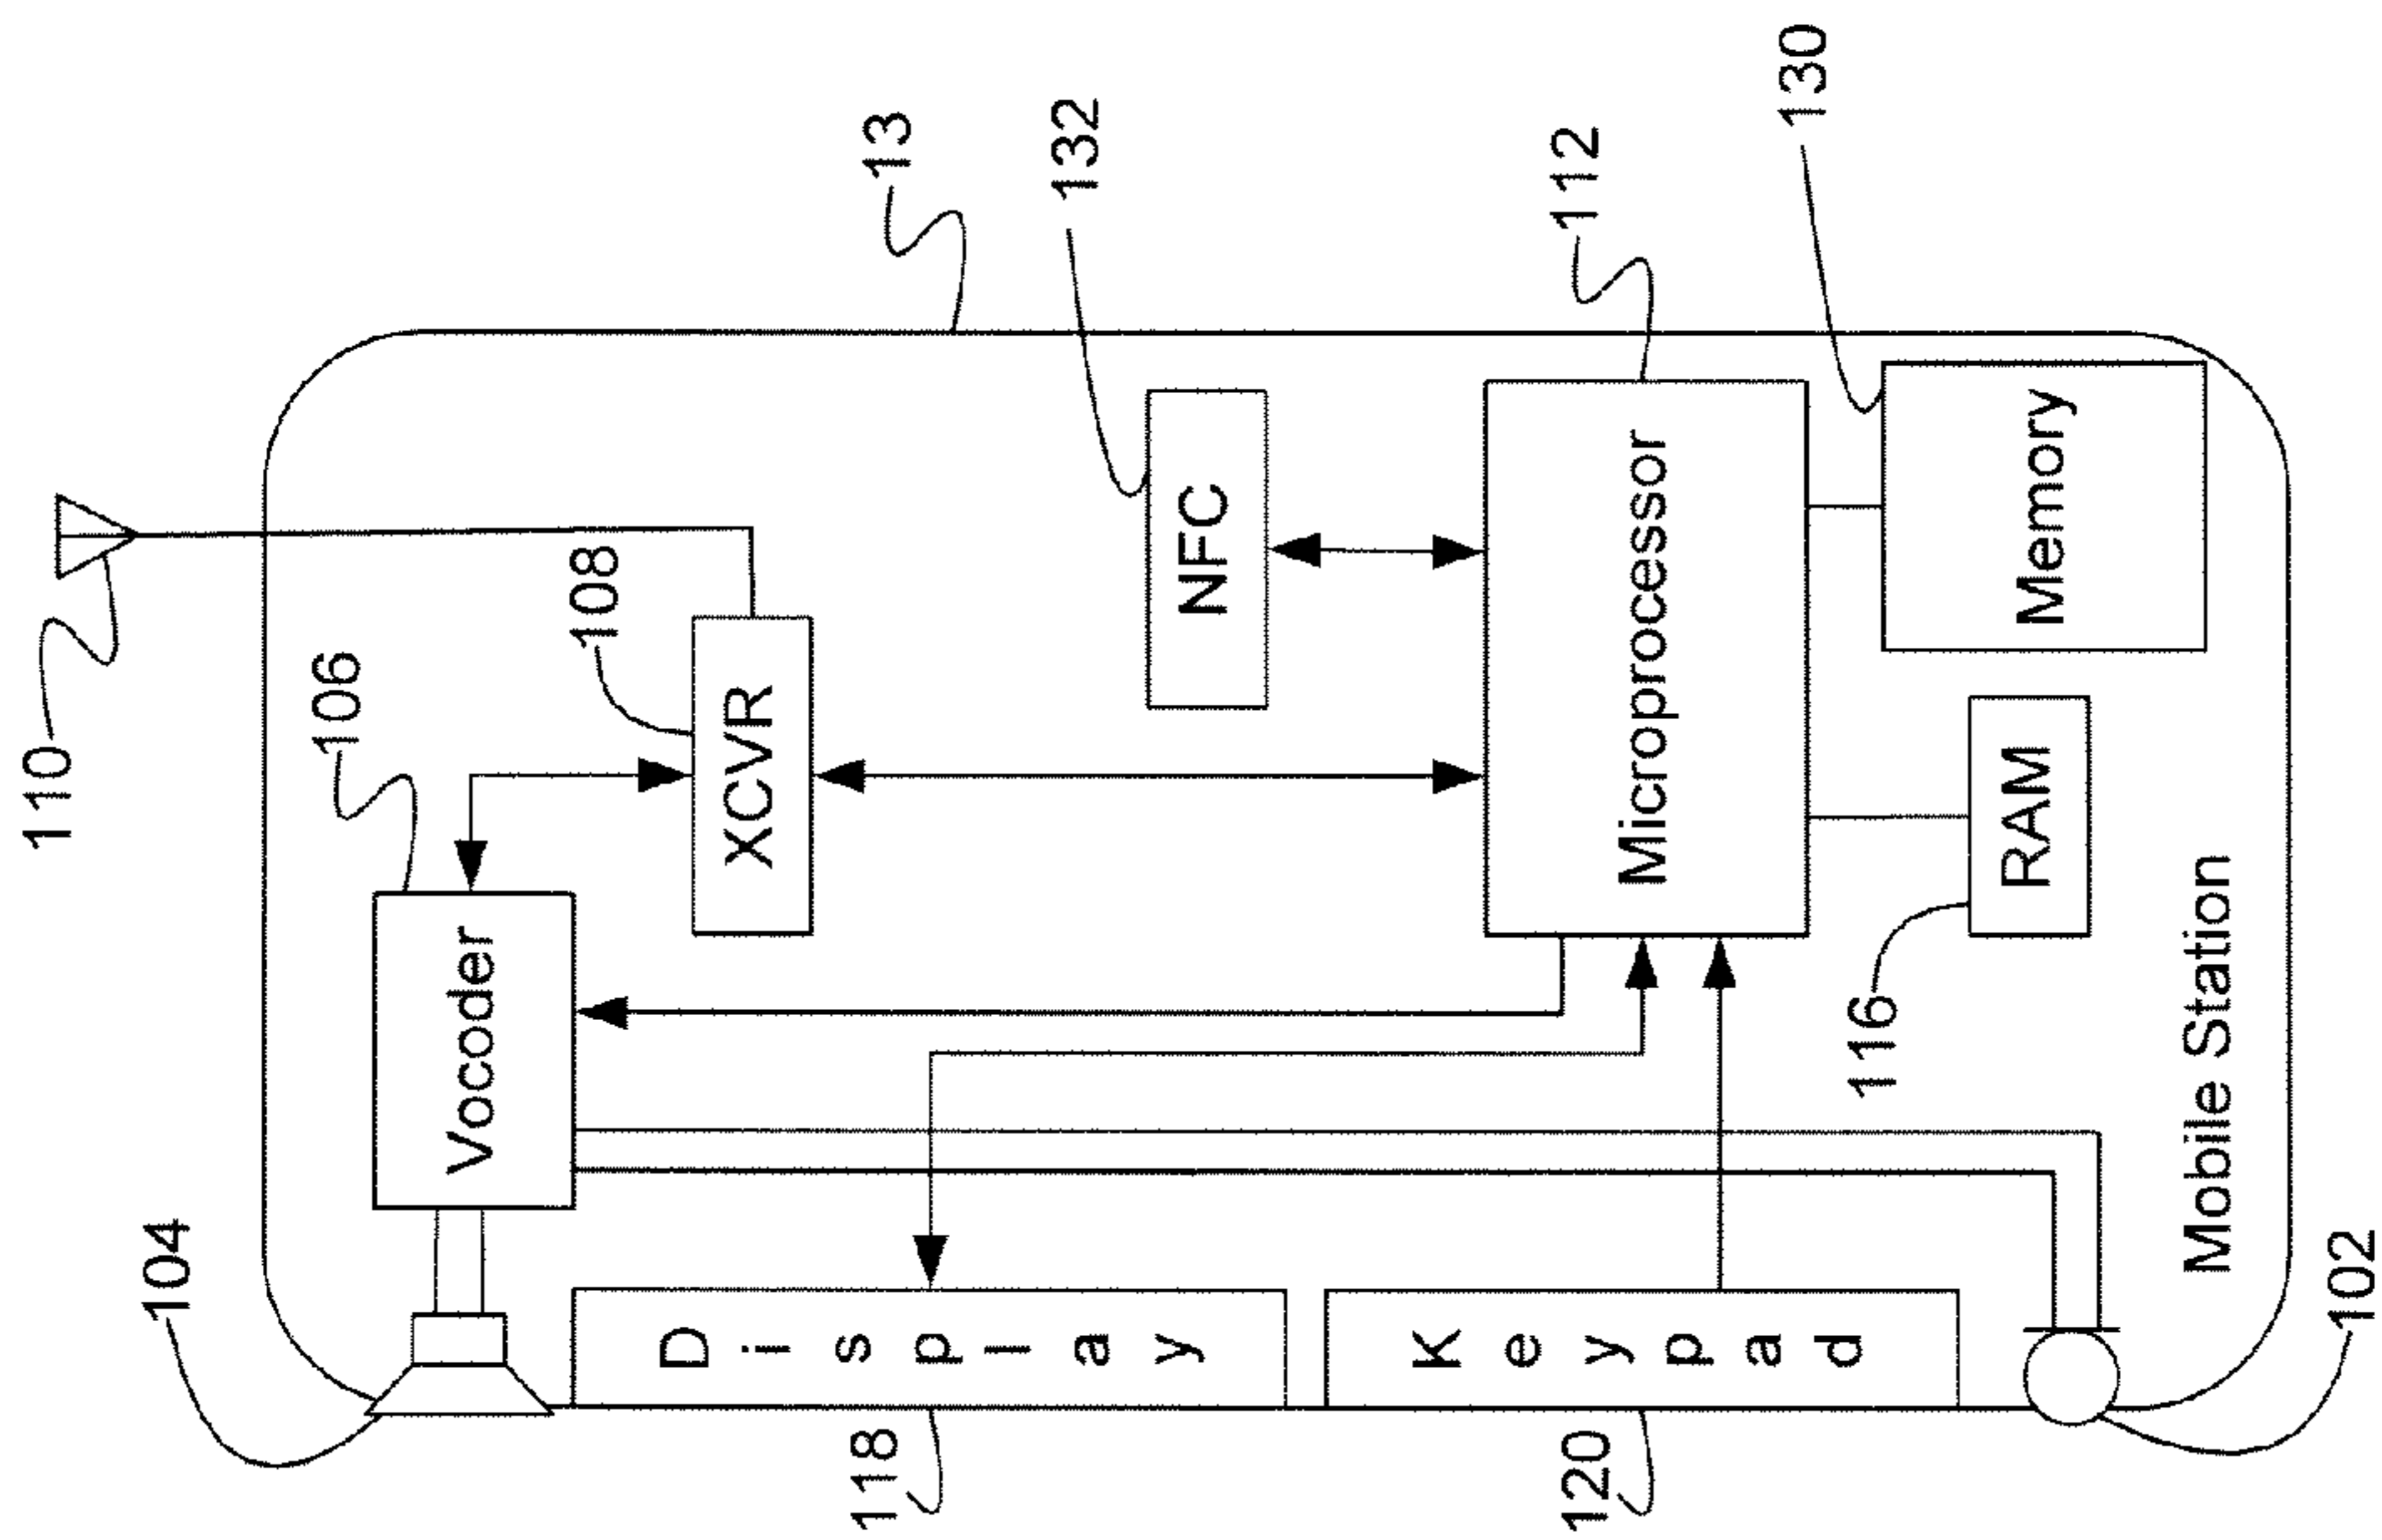 110
106
108
13
132
112
130
104
Vocoder
XCVR
NFC
Microprocessor
Memory
RAM
116
Display
Keypad
118
120
102
Mobile Station